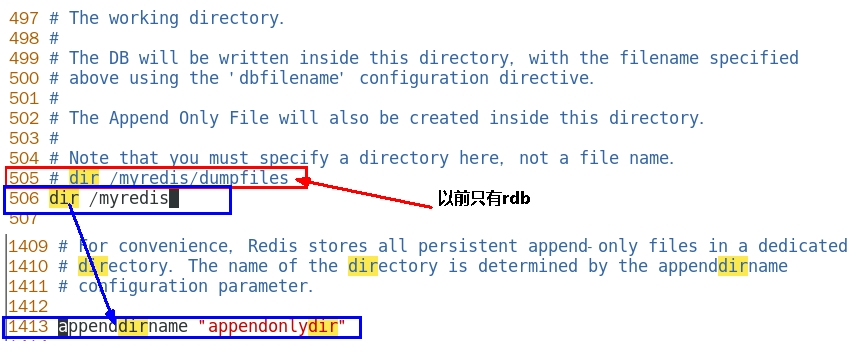 497 # The working directory.
498 #
499 # The DB will be written inside this directory, with the filename specified
500 # above using the 'dbfilename' configuration directive.
501 #
502 # The Append Only File will also be created inside this directory.
503 #
504 # Note that you must specify a directory here, not a file name.
505 # dir /myredis/dumpfiles
506 dir /myredis
以前只有rdb
507
1409 # For convenience, Redis stores all persistent append-only files in a dedicated
1410 # directory. The name of the directory is determined by the appenddirname
1411 # configuration parameter.
1412
1413 appenddirname "appendonlydir"